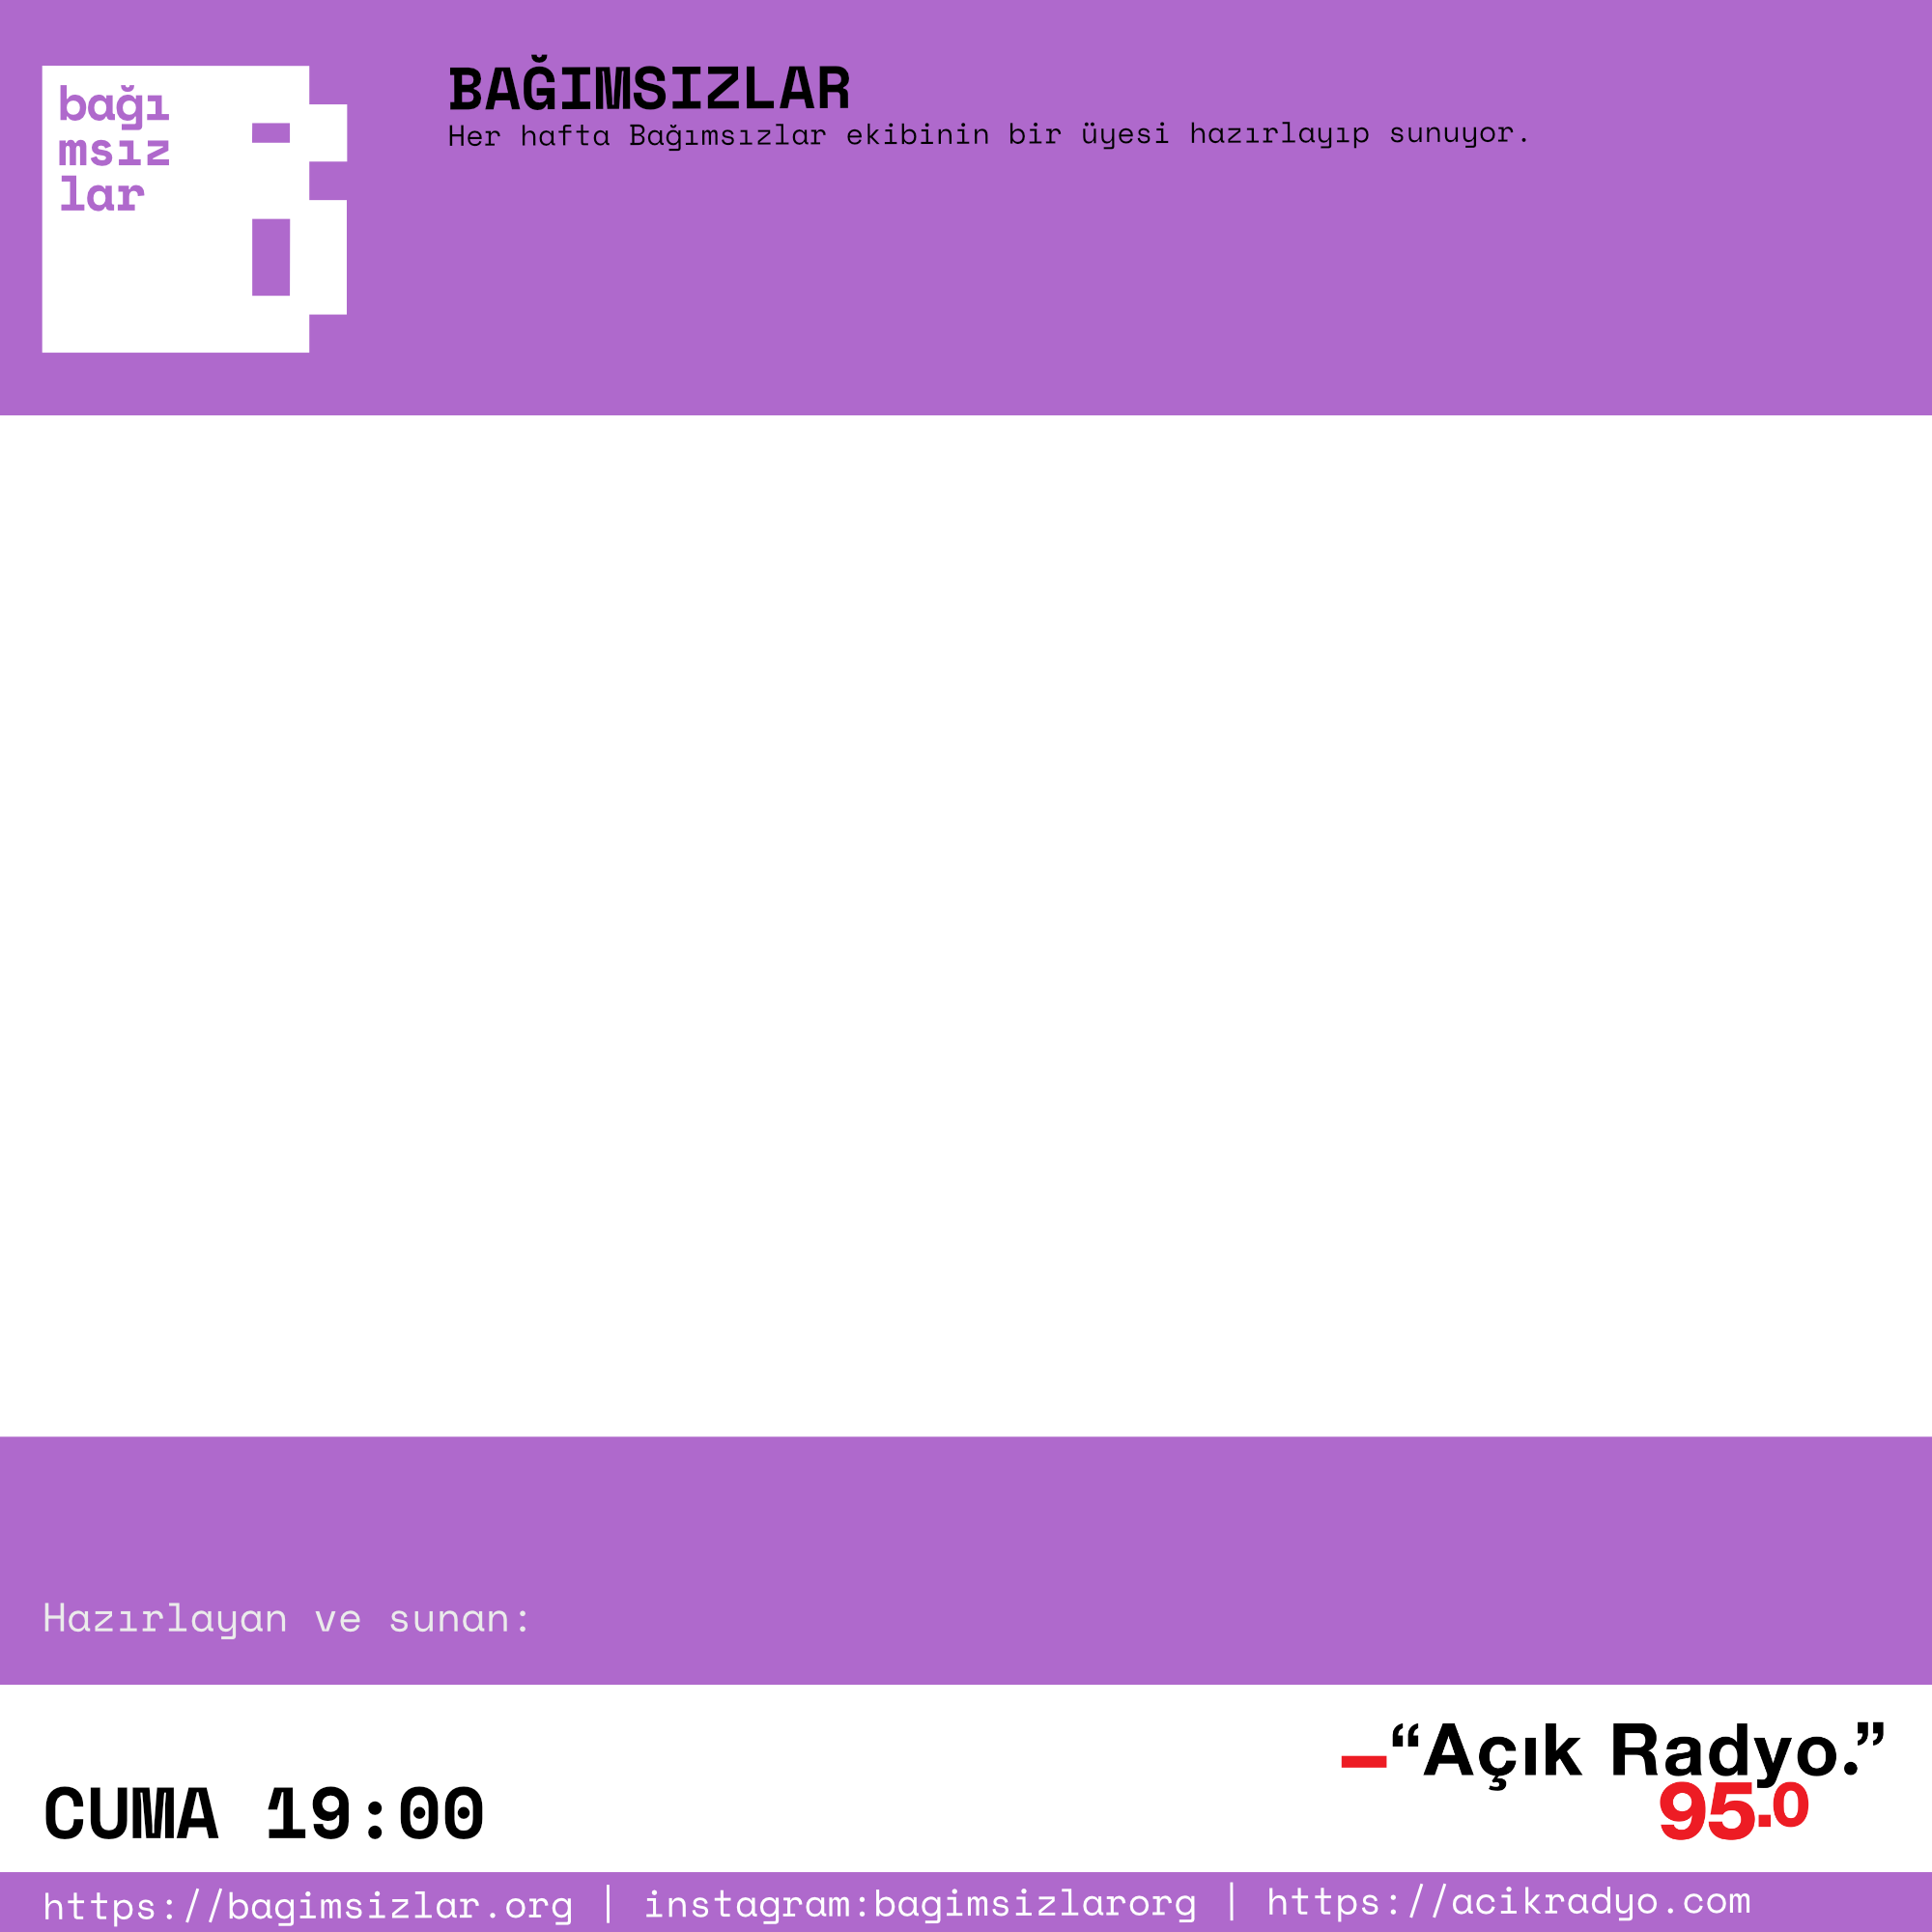 bağı
msız
lar
BAĞIMSIZLAR
Her hafta Bağımsızlar ekibinin bir üyesi hazırlayıp sunuyor.
Hazırlayan ve sunan:
—“Açık Radyo.”
95.0
CUMA 19:00
https://bagimsizlar.org | instagram:bagimsizlarorg | https://acikradyo.com